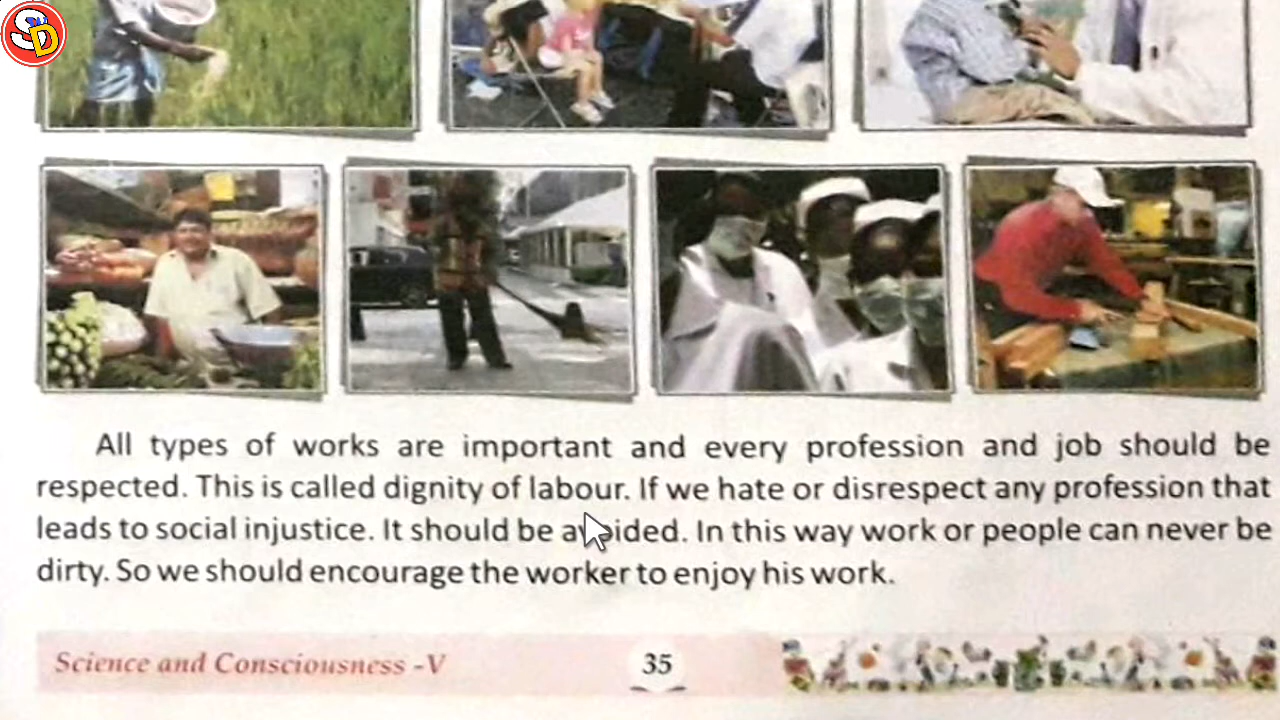 SD
All types of works are important and every profession and job should be
respected. This is called dignity of labour. If we hate or disrespect any profession that
leads to social injustice. It should be avoided. In this way work or people can never be
dirty. So we should encourage the worker to enjoy his work.
Science and Consciousness -V 35